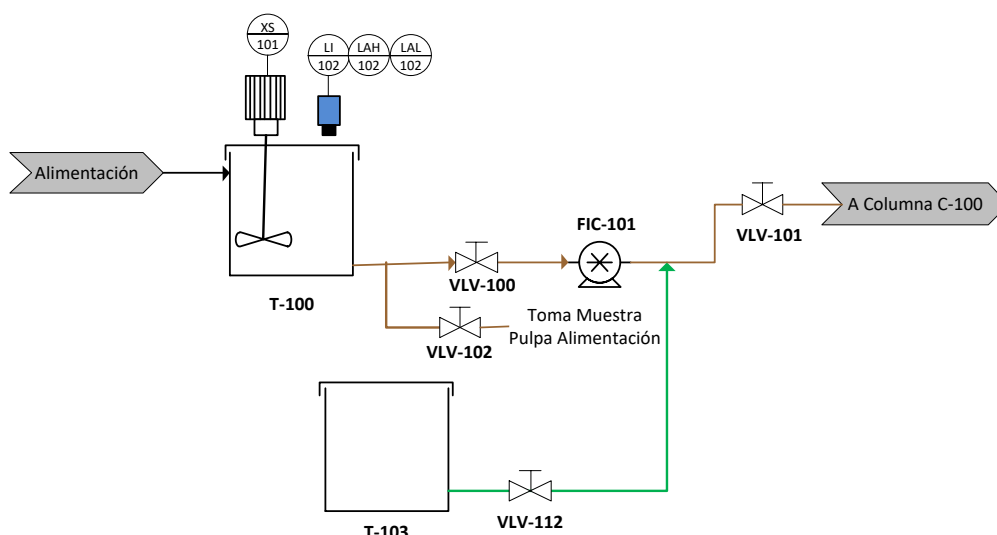 XS
101
LI
102
LAH
102
LAL
102
Alimentación
T-100
VLV-100
FIC-101
VLV-101
A Columna C-100
VLV-102
Toma Muestra
Pulpa Alimentación
T-103
VLV-112